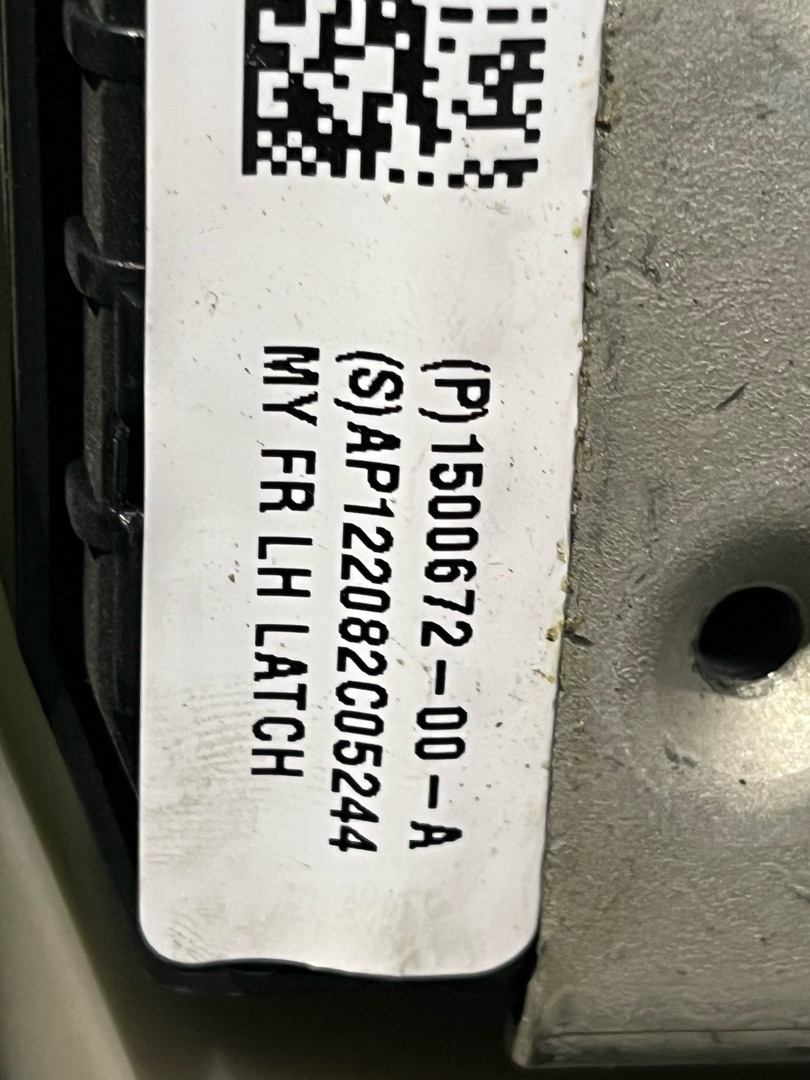 (P)1500672-00-A
(S)AP122082C05244
MY FR LH LATCH